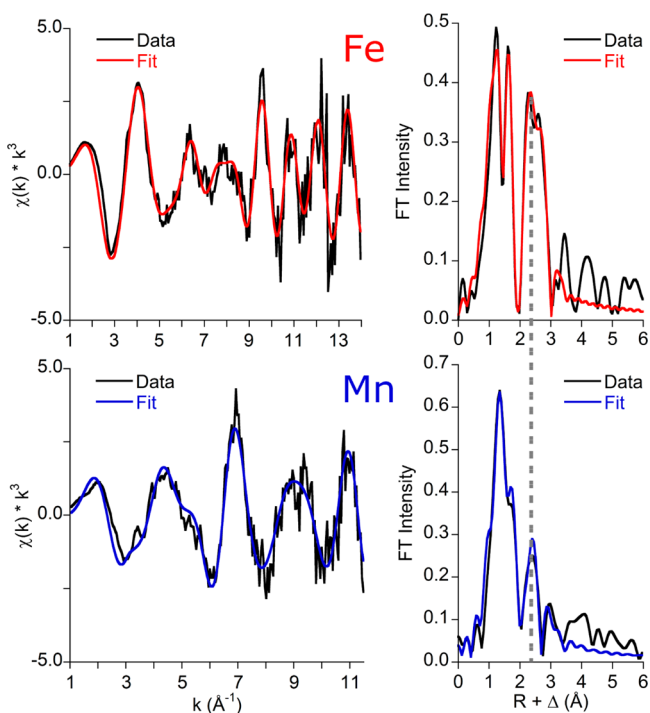 5.0
Data
Fit
Fe
χ(k) * k³
0.0
-5.0
1 3 5 7 9 11 13
0.5
Data
Fit
0.4
0.3
FT Intensity
0.2
0.1
0.0
0 1 2 3 4 5 6
5.0
Data
Fit
Mn
χ(k) * k³
0.0
-5.0
1 3 5 7 9 11
k (Å⁻¹)
0.7
Data
Fit
0.6
0.5
0.4
FT Intensity
0.3
0.2
0.1
0.0
0 1 2 3 4 5 6
R + Δ (Å)